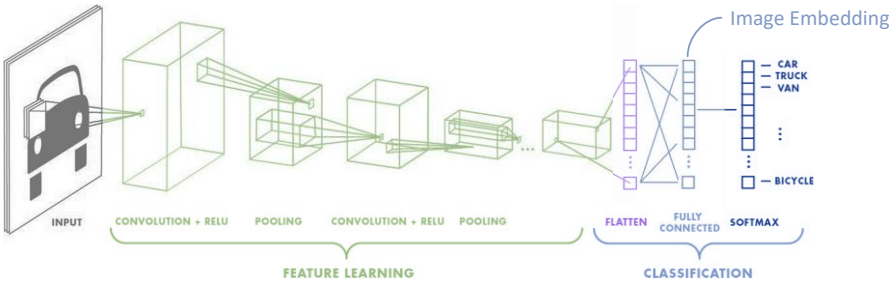 Image Embedding
CAR
TRUCK
VAN
BICYCLE
INPUT
CONVOLUTION + RELU
POOLING
CONVOLUTION + RELU
POOLING
FLATTEN
FULLY
CONNECTED
SOFTMAX
FEATURE LEARNING
CLASSIFICATION